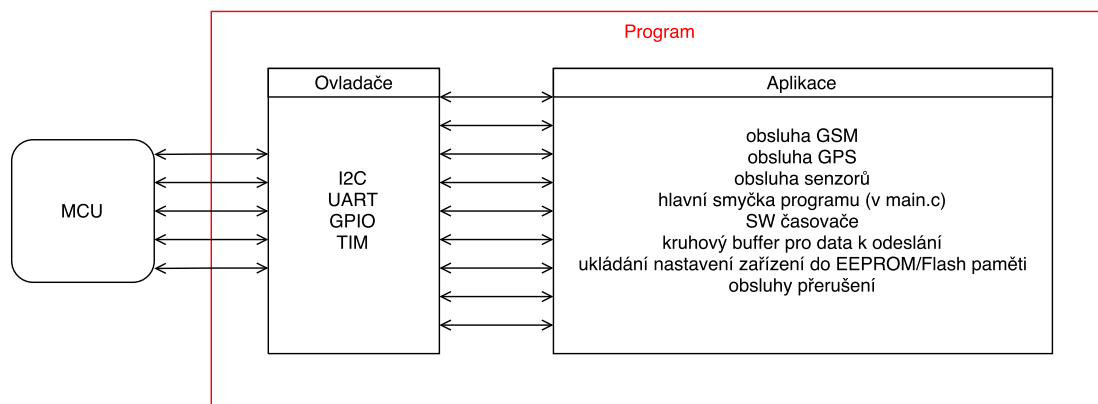 Program
Ovladače
Aplikace
MCU
I2C
UART
GPIO
TIM
obsluha GSM
obsluha GPS
obsluha senzorů
hlavní smyčka programu (v main.c)
SW časovače
kruhový buffer pro data k odeslání
ukládání nastavení zařízení do EEPROM/Flash paměti
obsluhy přerušení